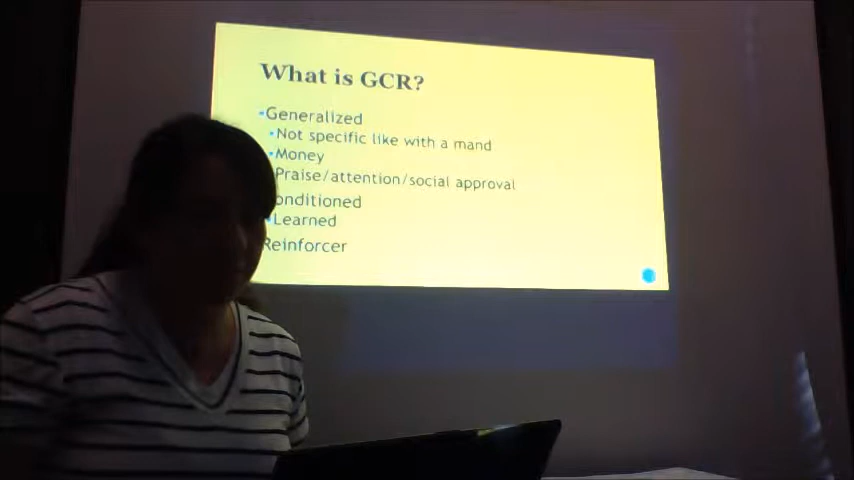 What is GCR?
Generalized
Not specific like with a mand
Money
Praise/attention/social approval
onditioned
Learned
Reinforcer